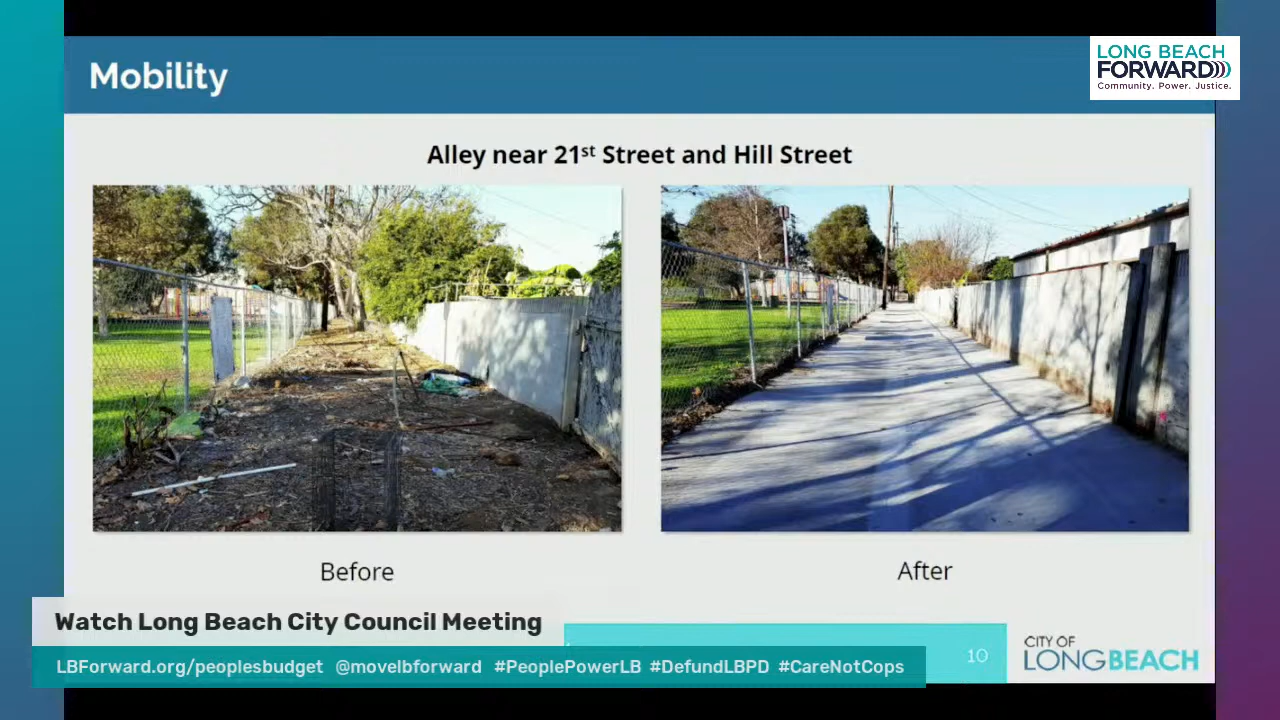 Mobility
LONG BEACH
FORWARD
Community. Power. Justice.
Alley near 21st Street and Hill Street
Before
After
Watch Long Beach City Council Meeting
LBForward.org/peoplesbudget @movelbforward #PeoplePowerLB #DefundLBPD #CareNotCops
10
CITY OF
LONGBEACH